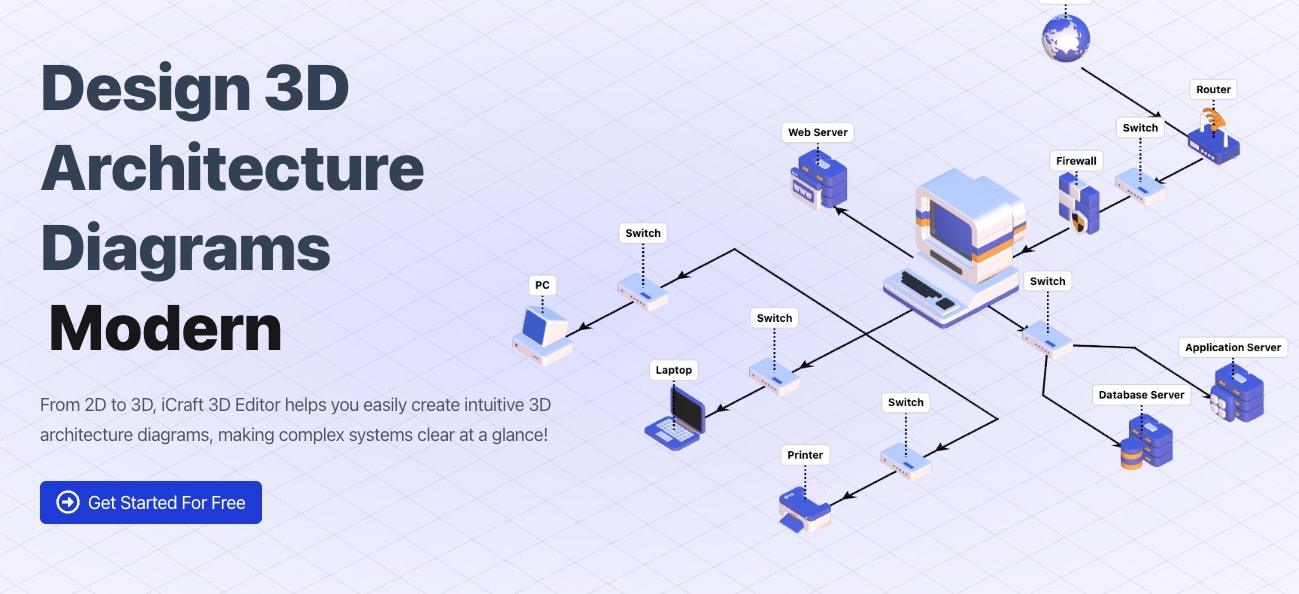 Design 3D
Architecture
Diagrams
Modern
From 2D to 3D, iCraft 3D Editor helps you easily create intuitive 3D
architecture diagrams, making complex systems clear at a glance!
Get Started For Free
Router
Switch
Web Server
Firewall
Switch
PC
Switch
Switch
Application Server
Laptop
Database Server
Switch
Printer
WWW